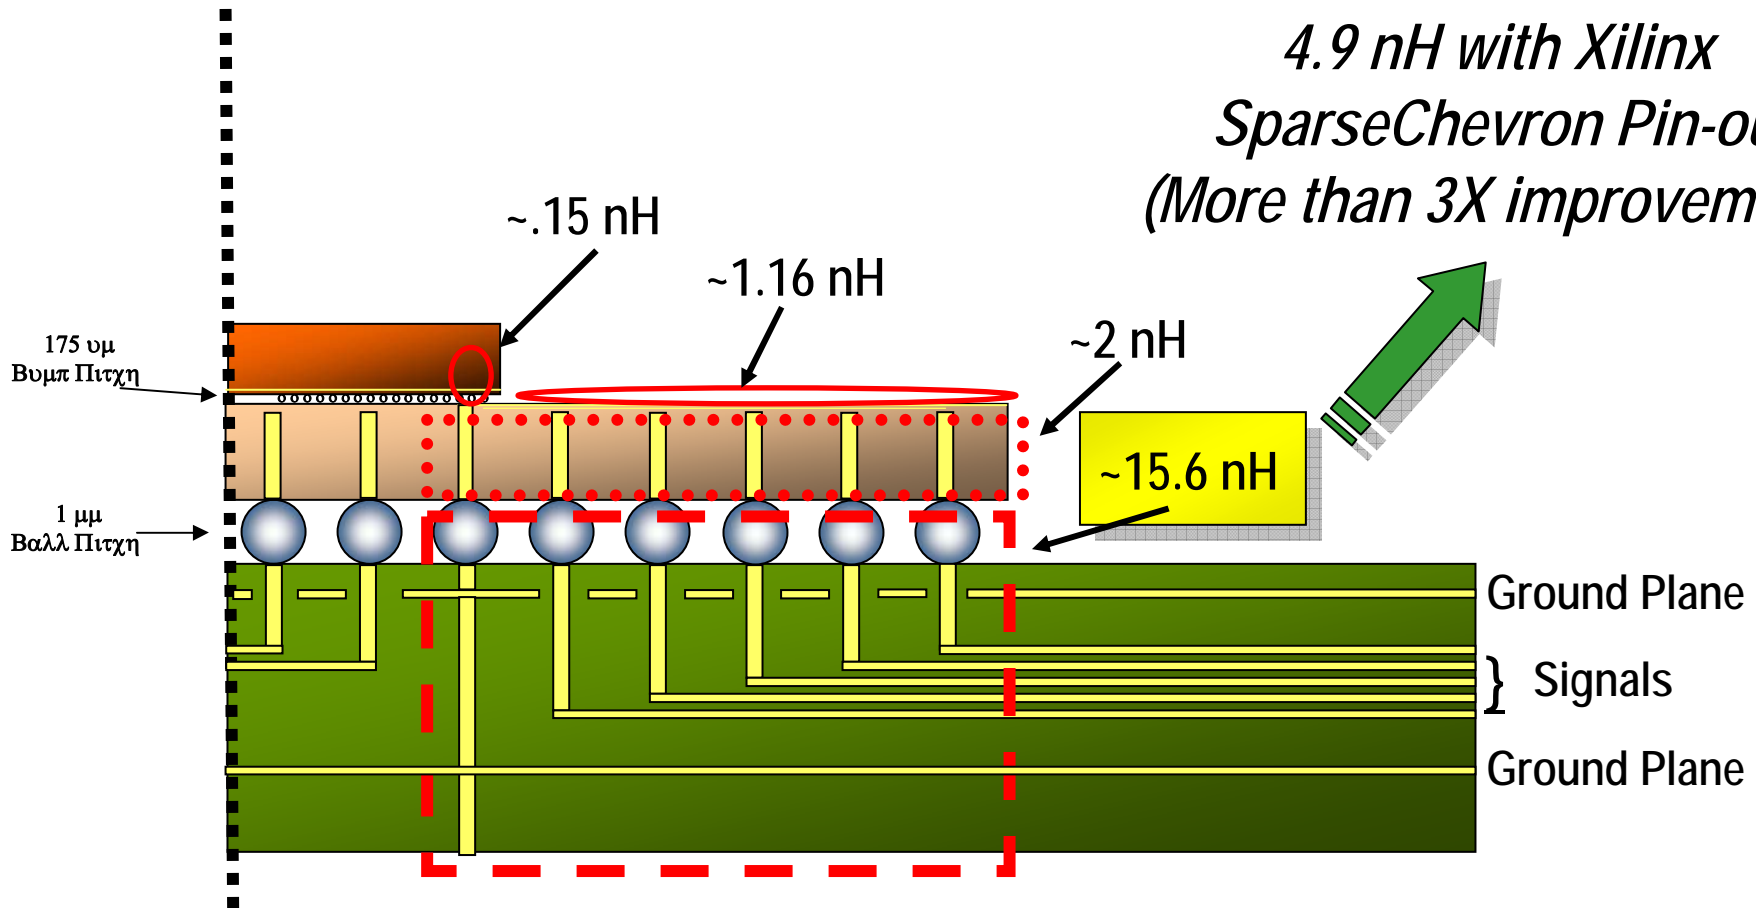 4.9 nH with Xilinx
SparseChevron Pin-ou
(More than 3X improvem
~.15 nH
~1.16 nH
~2 nH
175 υμ
Βυμπ Πιτχη
~15.6 nH
1 μμ
Βαλλ Πιτχη
Ground Plane
} Signals
Ground Plane